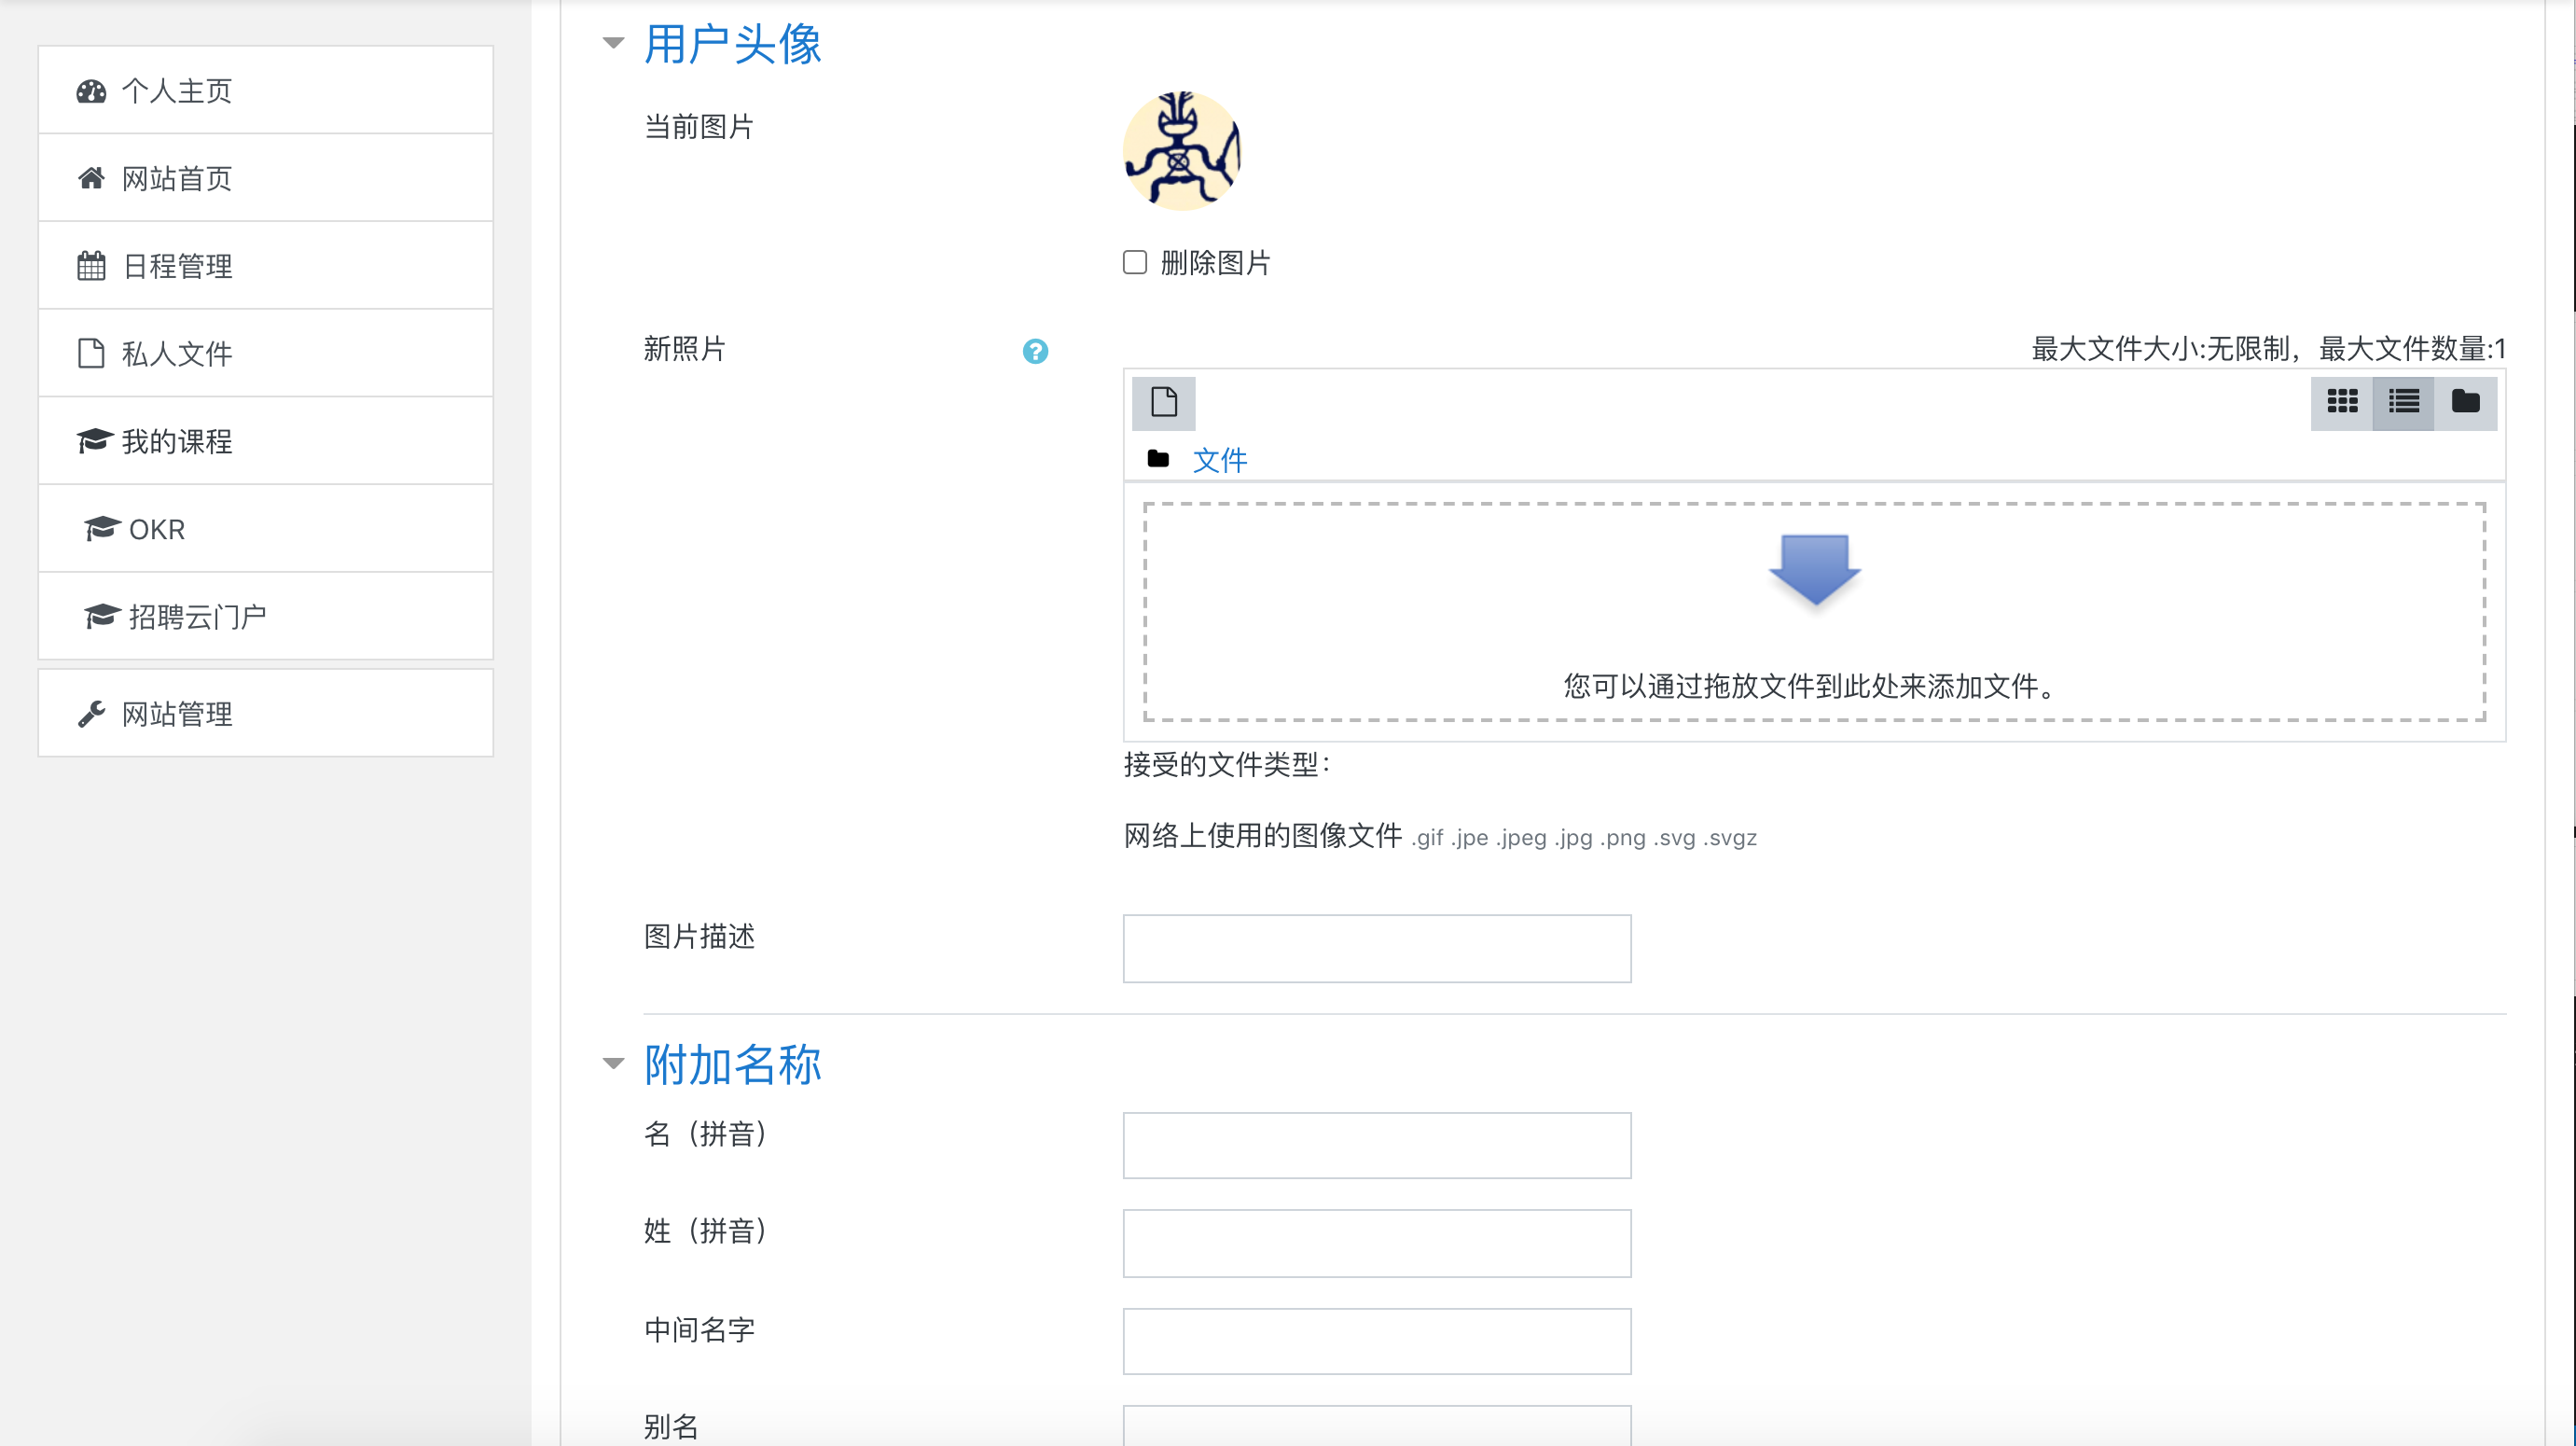 个人主页
网站首页
日程管理
私人文件
我的课程
OKR
招聘云门户
网站管理
用户头像
当前图片
删除图片
新照片
最大文件大小:无限制，最大文件数量:1
文件
您可以通过拖放文件到此处来添加文件。
接受的文件类型：
网络上使用的图像文件 .gif .jpe .jpeg .jpg .png .svg .svgz
图片描述
附加名称
名（拼音）
姓（拼音）
中间名字
别名